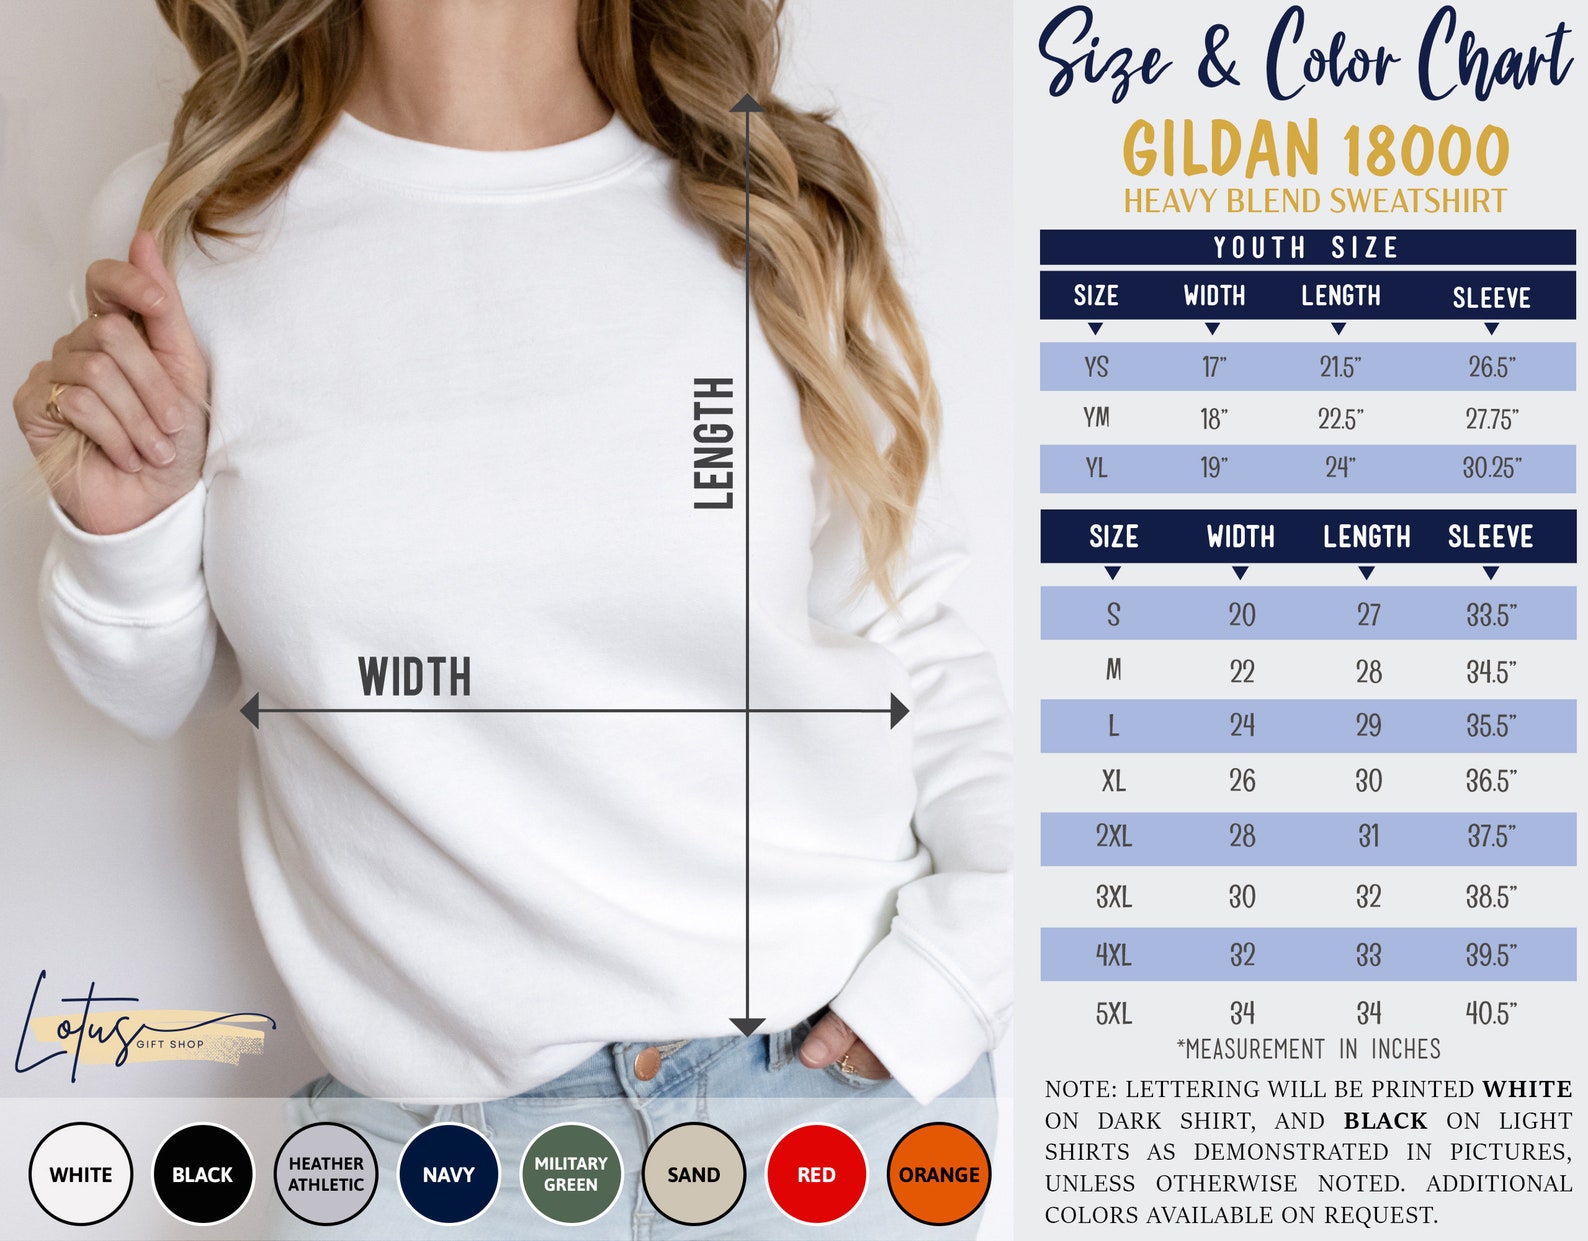 Size & Color Chart
GILDAN 18000
HEAVY BLEND SWEATSHIRT
YOUTH SIZE
SIZE WIDTH LENGTH SLEEVE
YS 17” 21.5” 26.5”
YM 18” 22.5” 27.75”
YL 19” 24” 30.25”
SIZE WIDTH LENGTH SLEEVE
S 20 27 33.5”
M 22 28 34.5”
L 24 29 35.5”
XL 26 30 36.5”
2XL 28 31 37.5”
3XL 30 32 38.5”
4XL 32 33 39.5”
5XL 34 34 40.5”
*MEASUREMENT IN INCHES
NOTE: LETTERING WILL BE PRINTED WHITE
ON DARK SHIRT, AND BLACK ON LIGHT
SHIRTS AS DEMONSTRATED IN PICTURES,
UNLESS OTHERWISE NOTED. ADDITIONAL
COLORS AVAILABLE ON REQUEST.
LENGTH
WIDTH
Lotus
GIFT SHOP
WHITE
BLACK
HEATHER
ATHLETIC
NAVY
MILITARY
GREEN
SAND
RED
ORANGE